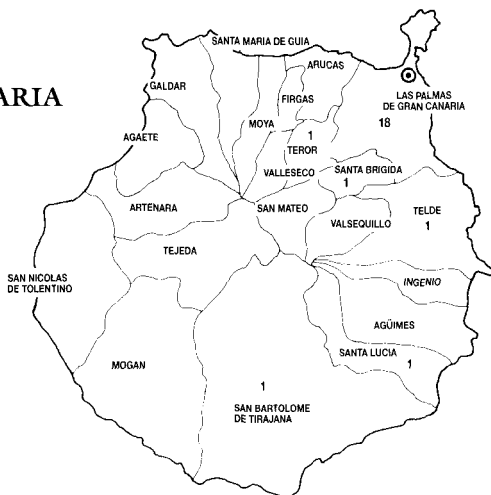 SANTA MARIA DE GUIA
ARUCAS
GALDAR
ARIA
FIRGAS
LAS PALMAS
DE GRAN CANARIA
MOYA
18
AGAETE
1
TEROR
VALLESECO
SANTA BRIGIDA
1
ARTENARA
SAN MATEO
TELDE
VALSEQUILLO
1
TEJEDA
SAN NICOLAS
DE TOLENTINO
INGENIO
AGÜIMES
SANTA LUCIA
1
MOGAN
1
SAN BARTOLOME
DE TIRAJANA